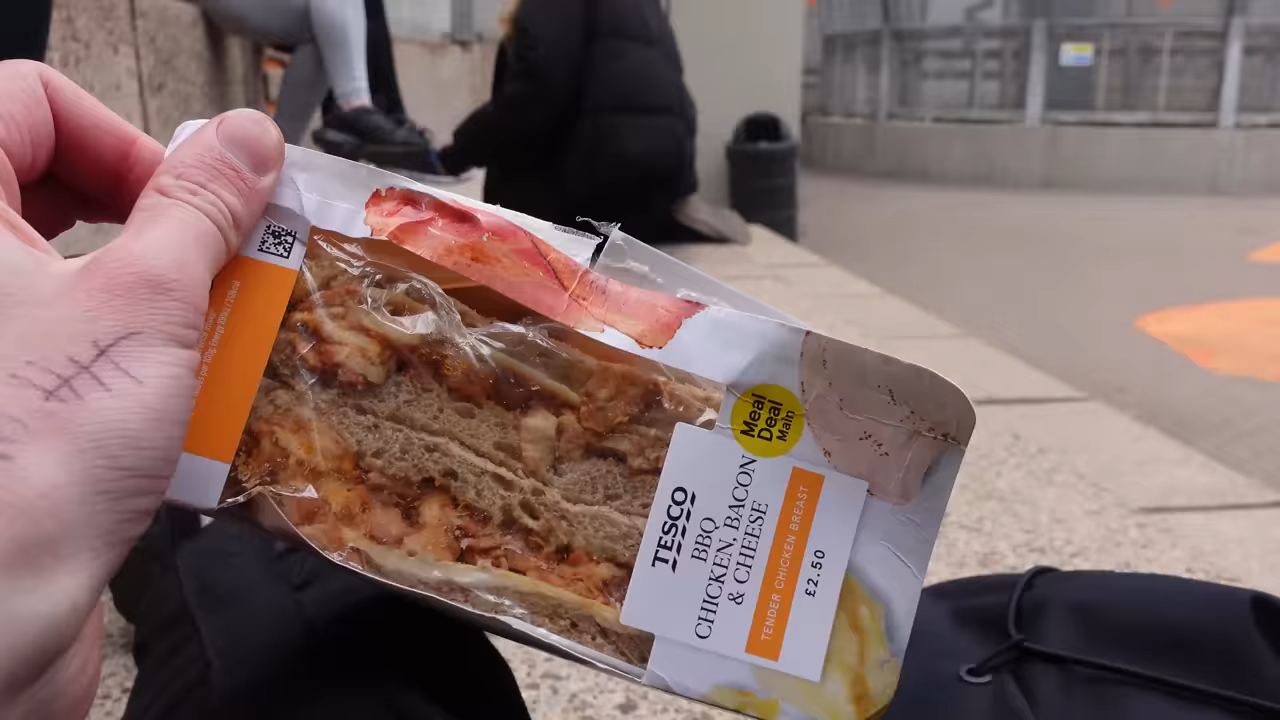 Meal
Deal
Main
TESCO
BBQ
CHICKEN, BACON
& CHEESE
TENDER CHICKEN BREAST
£2.50